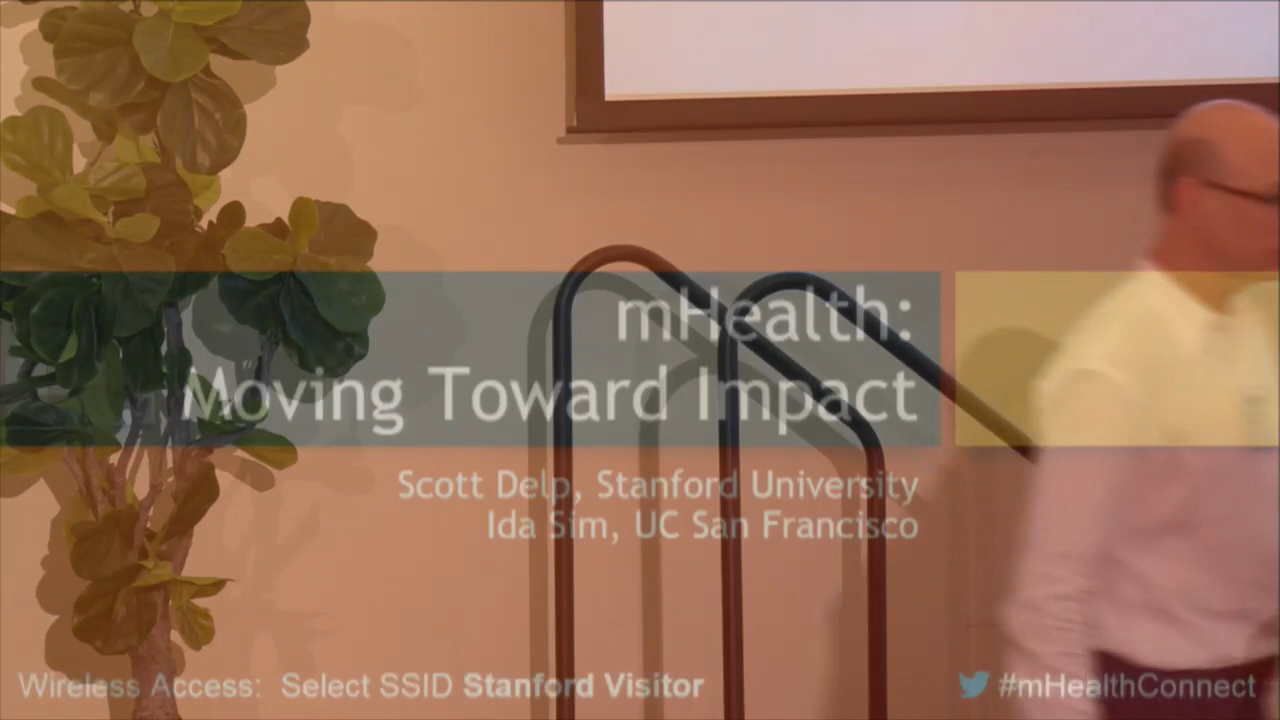 mHealth:
Moving Toward Impact
Scott Delp, Stanford University
Ida Sim, UC San Francisco
Wireless Access: Select SSID Stanford Visitor
#mHealthConnect